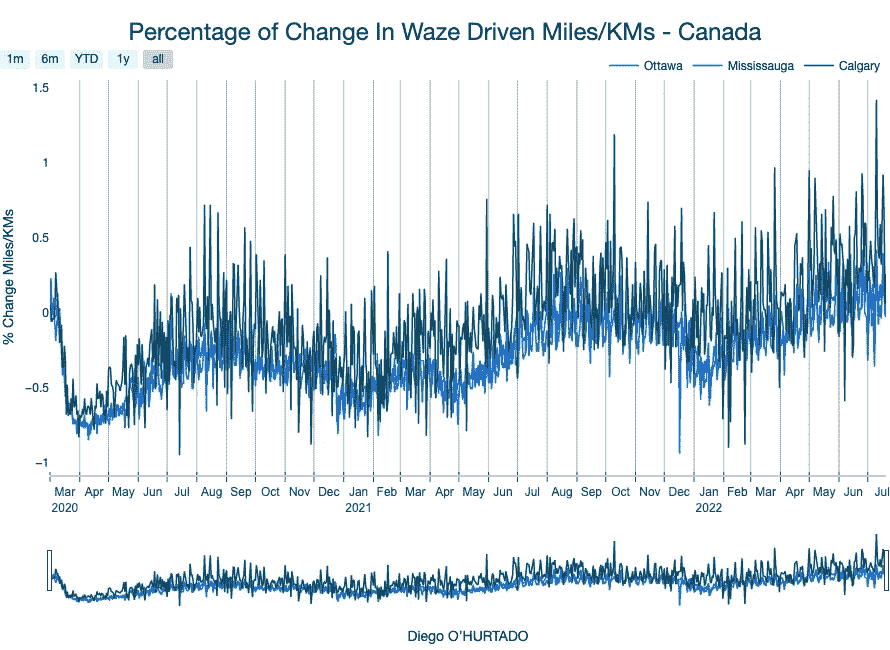 Percentage of Change In Waze Driven Miles/KMs - Canada
1m 6m YTD 1y all
Ottawa Mississauga Calgary
% Change Miles/KMs
1.5
1
0.5
0
−0.5
−1
Mar Apr May Jun Jul Aug Sep Oct Nov Dec Jan Feb Mar Apr May Jun Jul Aug Sep Oct Nov Dec Jan Feb Mar Apr May Jun Jul
2020 2021 2022
Diego O'HURTADO